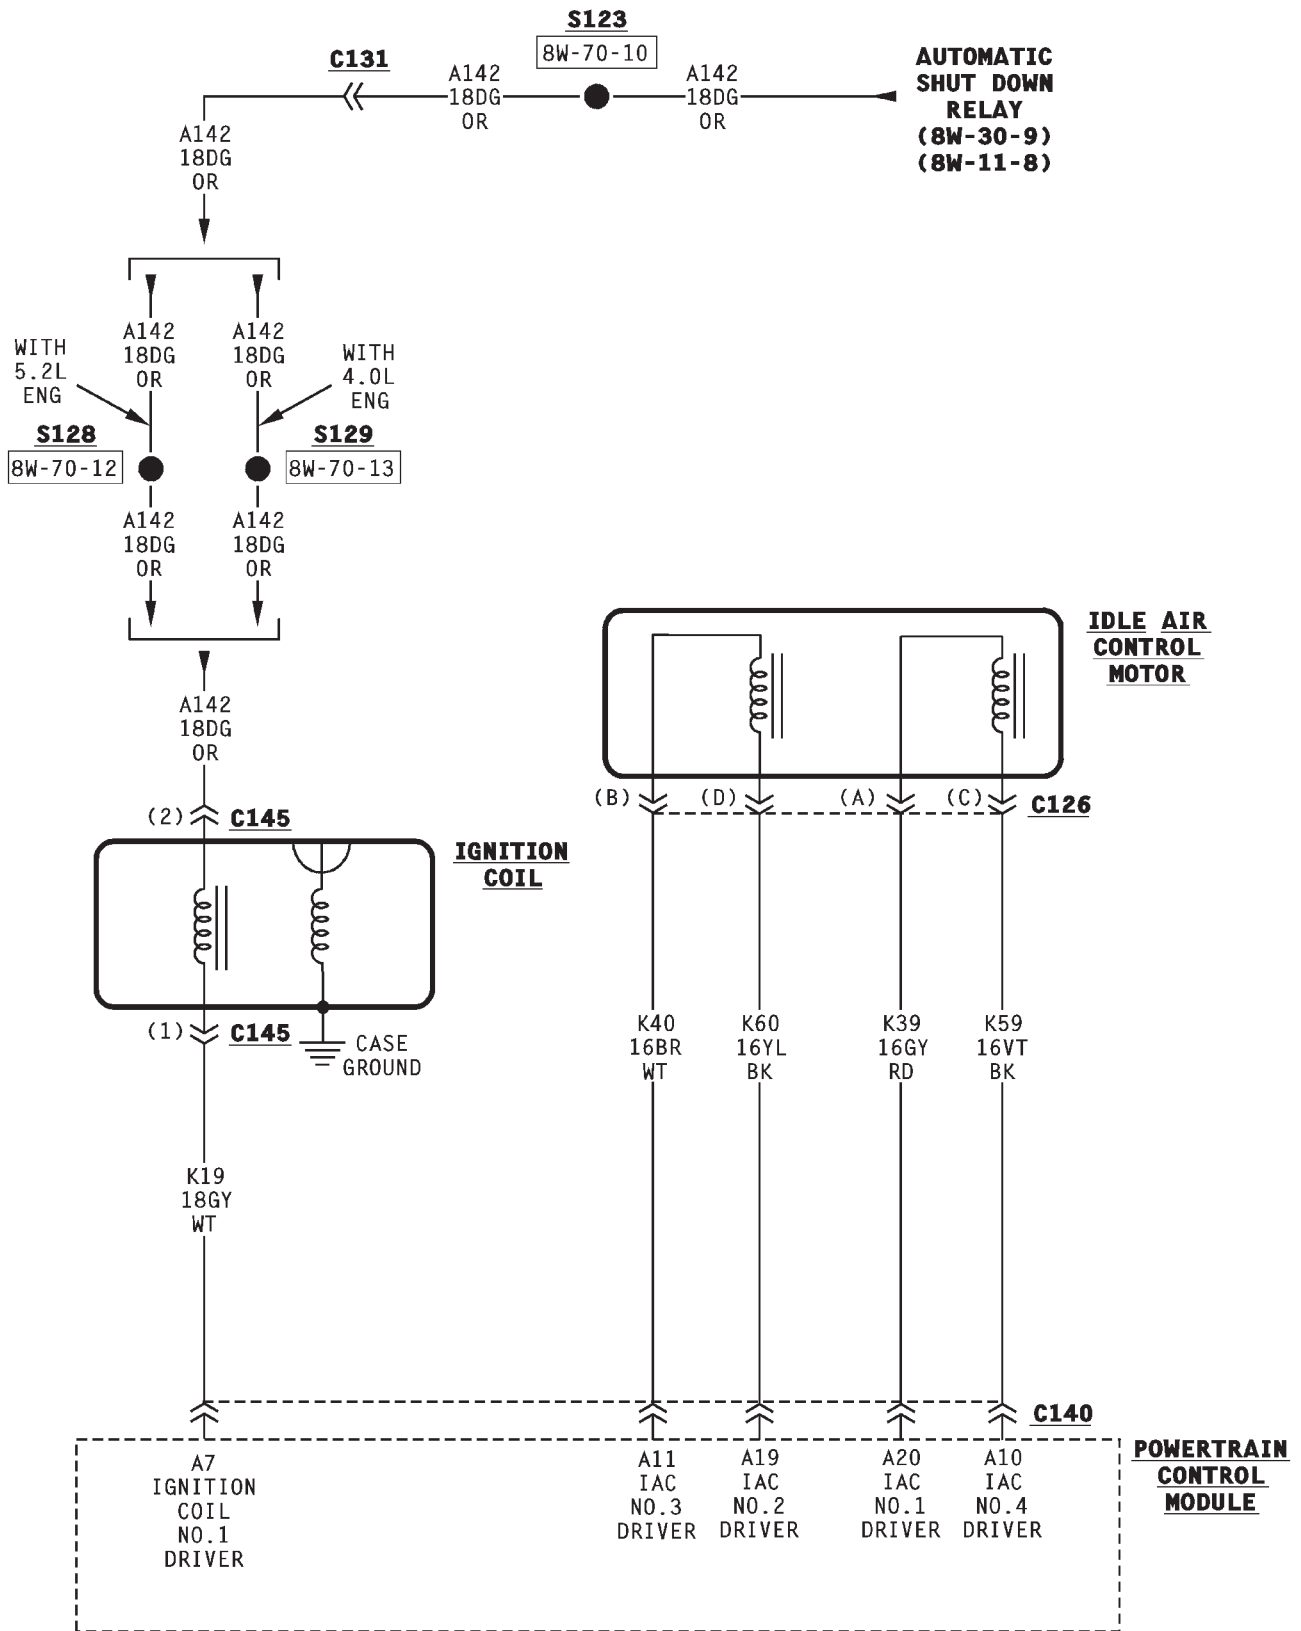 S123
8W-70-10
C131
A142
18DG
OR
A142
18DG
OR
AUTOMATIC
SHUT DOWN
RELAY
(8W-30-9)
(8W-11-8)
A142
18DG
OR
A142
18DG
OR
A142
18DG
OR
WITH
5.2L
ENG
WITH
4.0L
ENG
S128
8W-70-12
S129
8W-70-13
A142
18DG
OR
A142
18DG
OR
A142
18DG
OR
IDLE AIR
CONTROL
MOTOR
(B)
(D)
(A)
(C)
C126
(2)
C145
IGNITION
COIL
(1)
C145
CASE
GROUND
K40
16BR
WT
K60
16YL
BK
K39
16GY
RD
K59
16VT
BK
K19
18GY
WT
C140
POWERTRAIN
CONTROL
MODULE
A7
IGNITION
COIL
NO.1
DRIVER
A11
IAC
NO.3
DRIVER
A19
IAC
NO.2
DRIVER
A20
IAC
NO.1
DRIVER
A10
IAC
NO.4
DRIVER